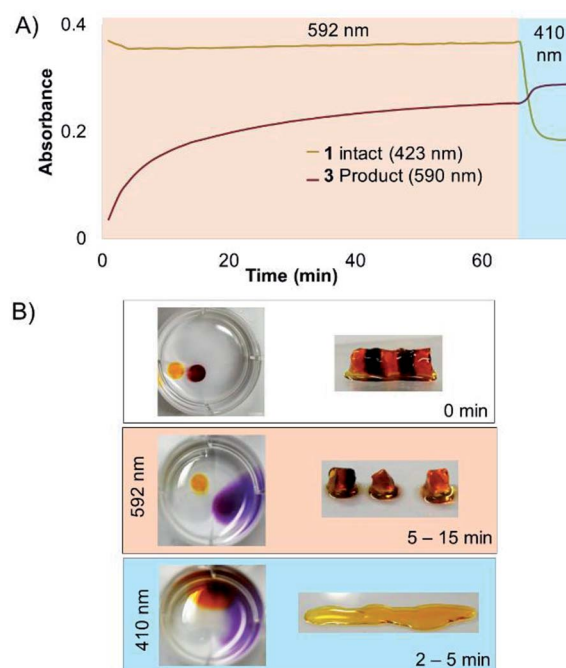 A)
0.4
592 nm
410
nm
Absorbance
0.2
1 intact (423 nm)
3 Product (590 nm)
0
0
20
40
60
Time (min)
B)
0 min
592 nm
5 – 15 min
410 nm
2 – 5 min